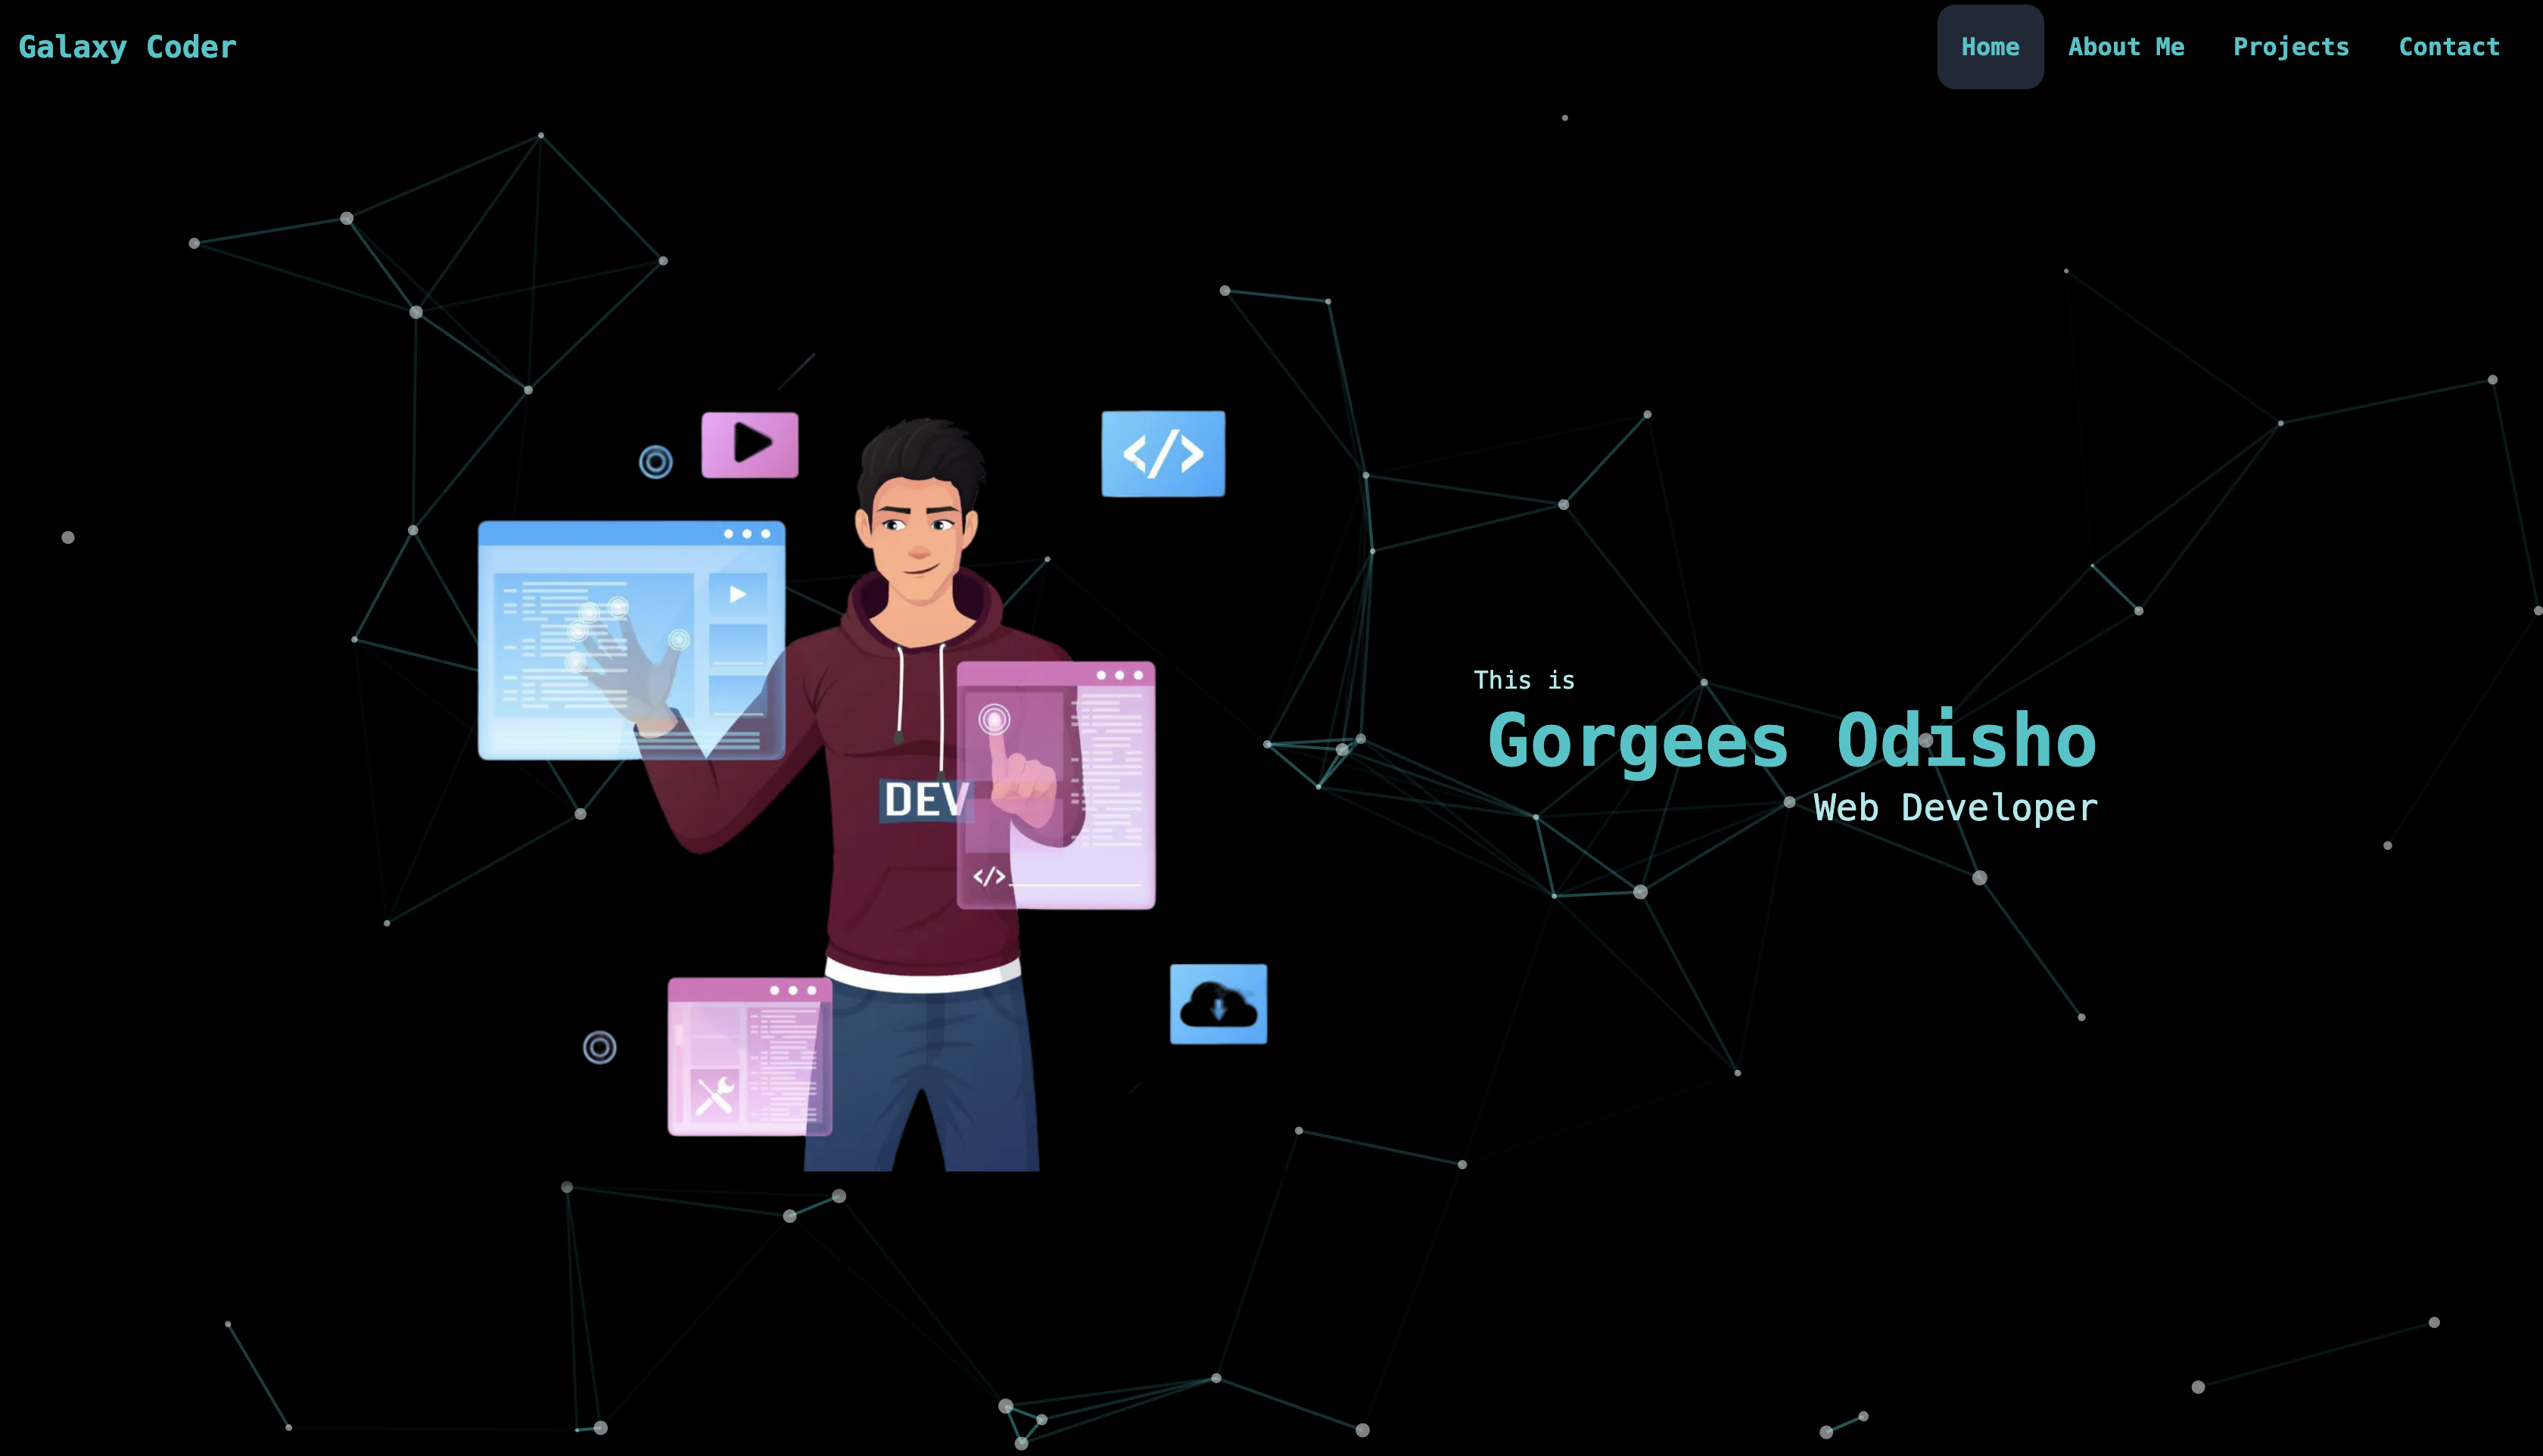 Galaxy Coder
Home
About Me
Projects
Contact
</>
DEV
</>
This is
Gorgees Odisho
Web Developer